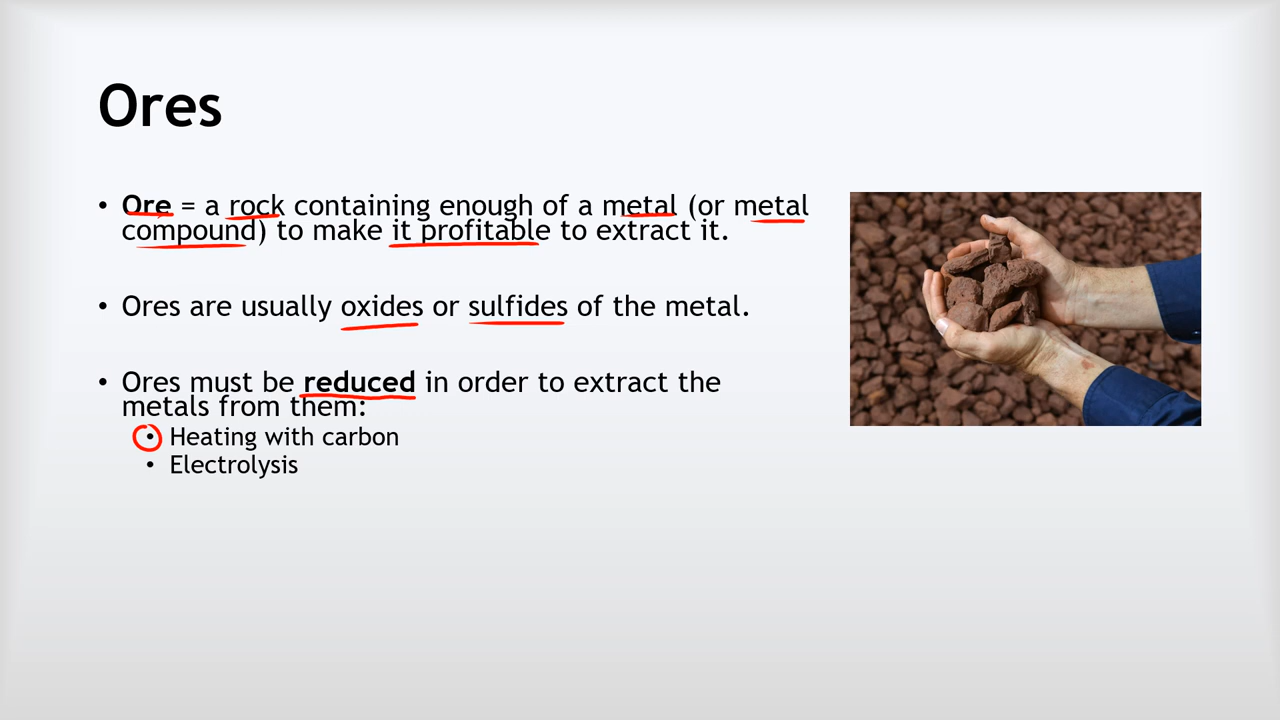 Ores
• Ore = a rock containing enough of a metal (or metal
compound) to make it profitable to extract it.
• Ores are usually oxides or sulfides of the metal.
• Ores must be reduced in order to extract the
metals from them:
• Heating with carbon
• Electrolysis